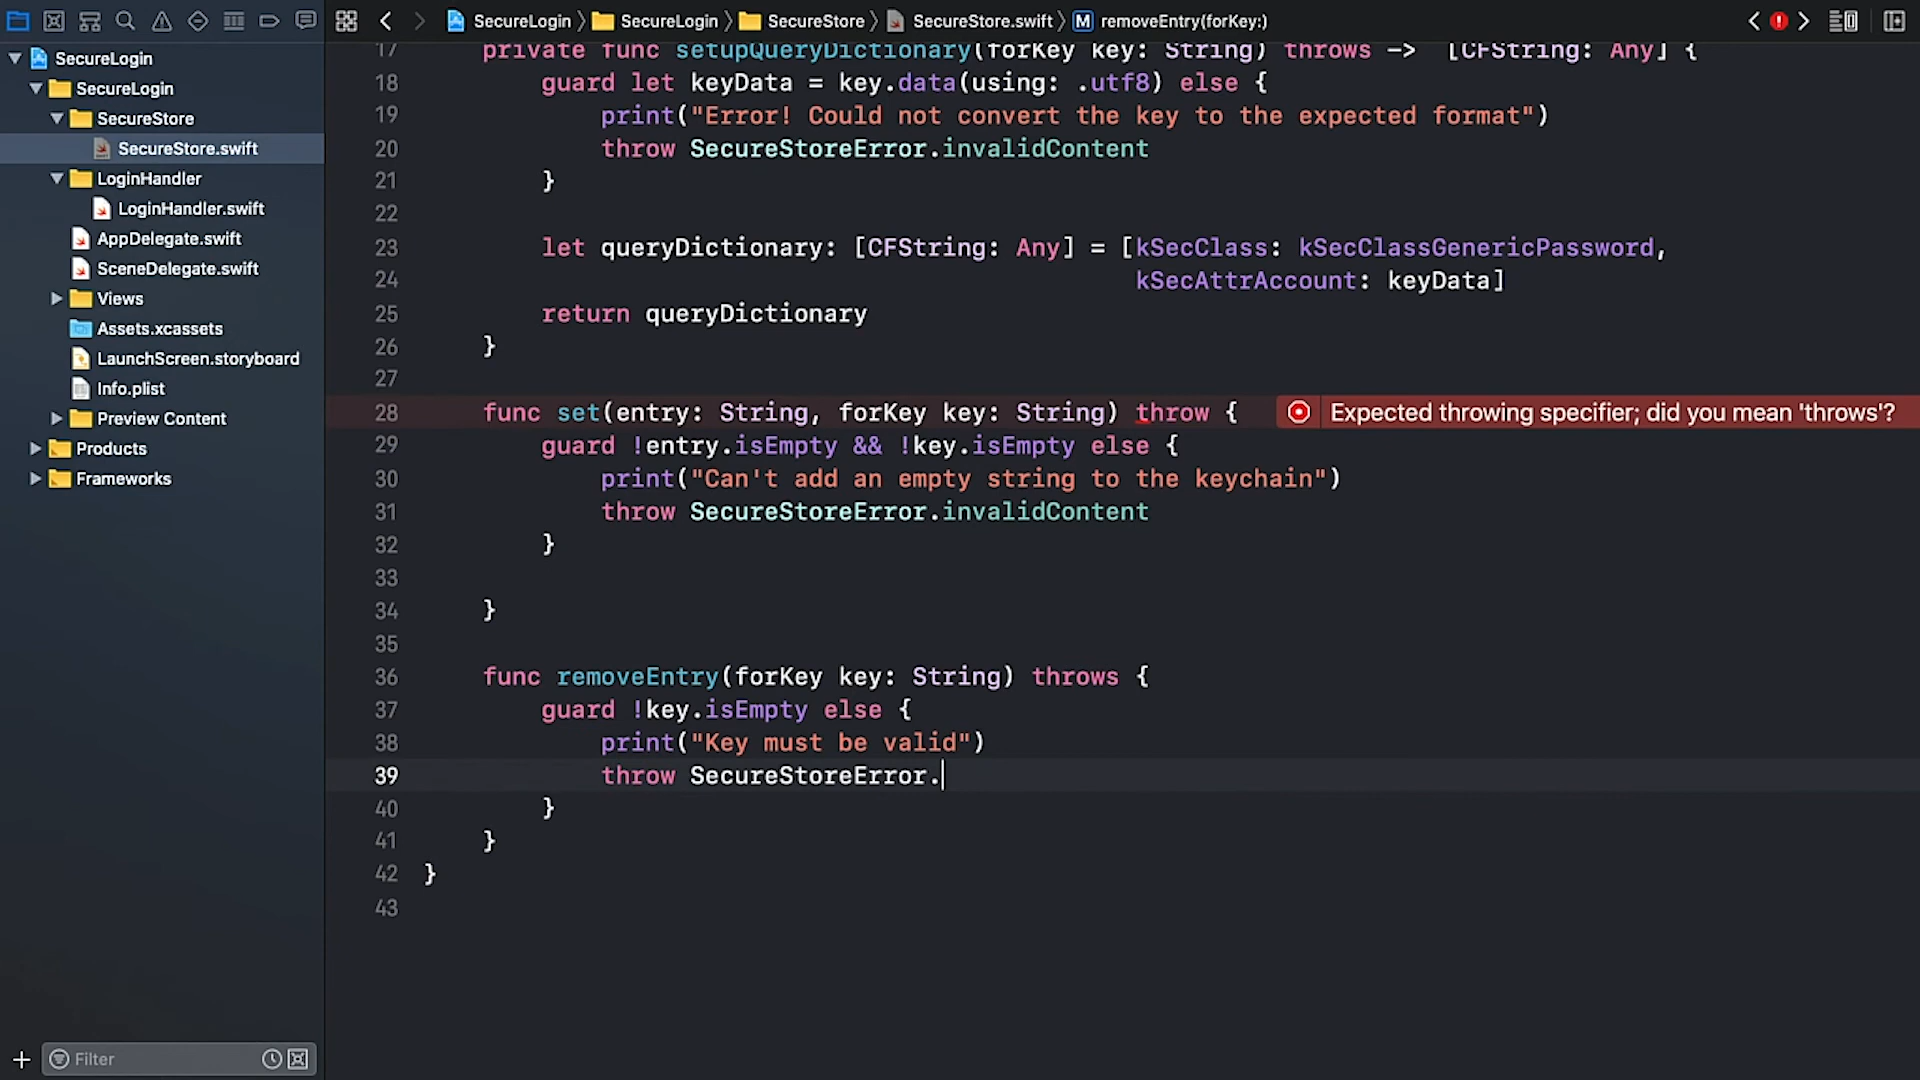 SecureLogin 〉 SecureLogin 〉 SecureStore 〉 SecureStore.swift 〉 M removeEntry(forKey:)
SecureLogin
SecureLogin
SecureStore
SecureStore.swift
LoginHandler
LoginHandler.swift
AppDelegate.swift
SceneDelegate.swift
Views
Assets.xcassets
LaunchScreen.storyboard
Info.plist
Preview Content
Products
Frameworks
Filter
17 private func setupQueryDictionary(forKey key: String) throws -> [CFString: Any] {
18 guard let keyData = key.data(using: .utf8) else {
19 print("Error! Could not convert the key to the expected format")
20 throw SecureStoreError.invalidContent
21 }
22
23 let queryDictionary: [CFString: Any] = [kSecClass: kSecClassGenericPassword,
24 kSecAttrAccount: keyData]
25 return queryDictionary
26 }
27
28 func set(entry: String, forKey key: String) throw { Expected throwing specifier; did you mean 'throws'?
29 guard !entry.isEmpty && !key.isEmpty else {
30 print("Can't add an empty string to the keychain")
31 throw SecureStoreError.invalidContent
32 }
33
34 }
35
36 func removeEntry(forKey key: String) throws {
37 guard !key.isEmpty else {
38 print("Key must be valid")
39 throw SecureStoreError.
40 }
41 }
42 }
43